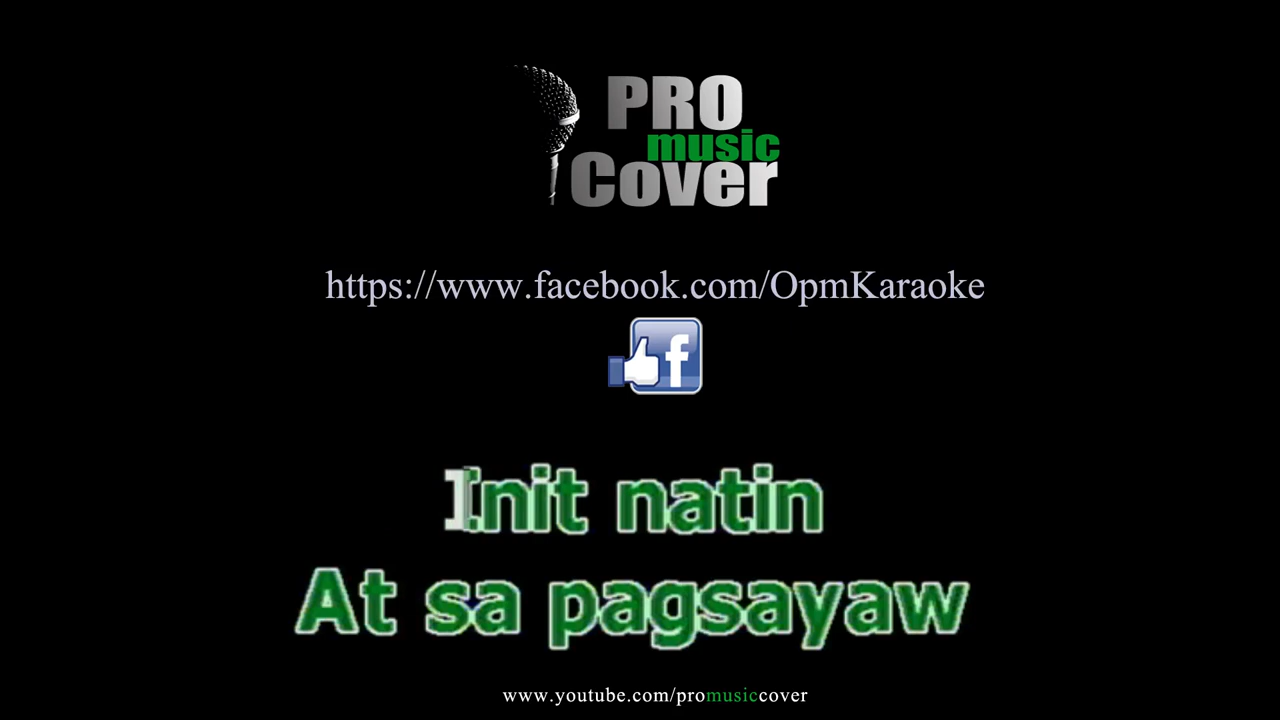 PRO
music
Cover
https://www.facebook.com/OpmKaraoke
f
Init natin
At sa pagsayaw
www.youtube.com/promusiccover